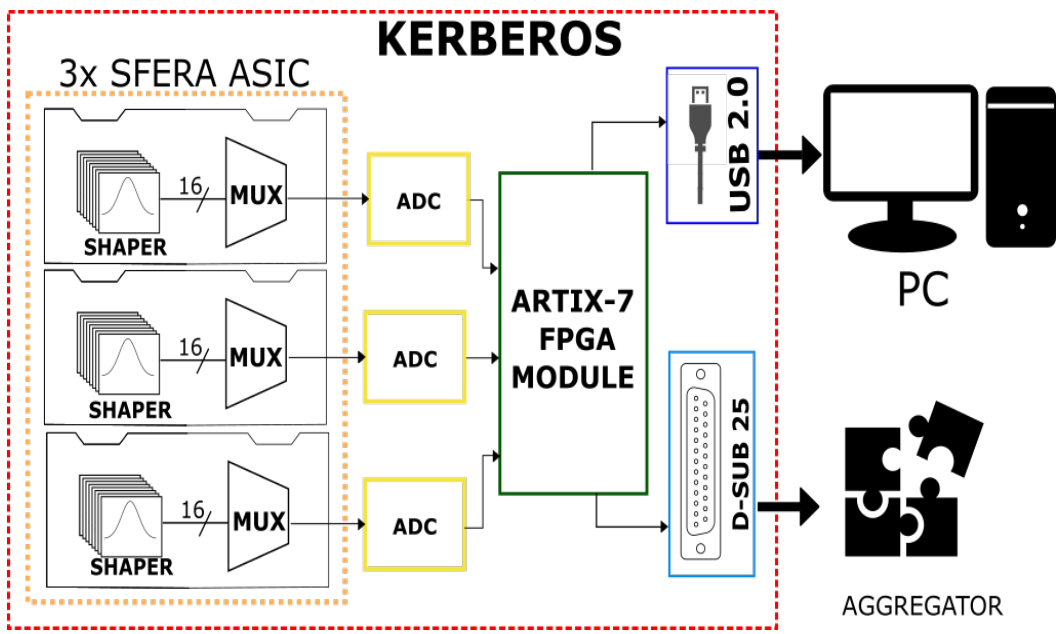 KERBEROS
3x SFERA ASIC
16
MUX
SHAPER
ADC
16
MUX
SHAPER
ADC
16
MUX
SHAPER
ADC
ARTIX-7
FPGA
MODULE
USB 2.0
D-SUB 25
PC
AGGREGATOR